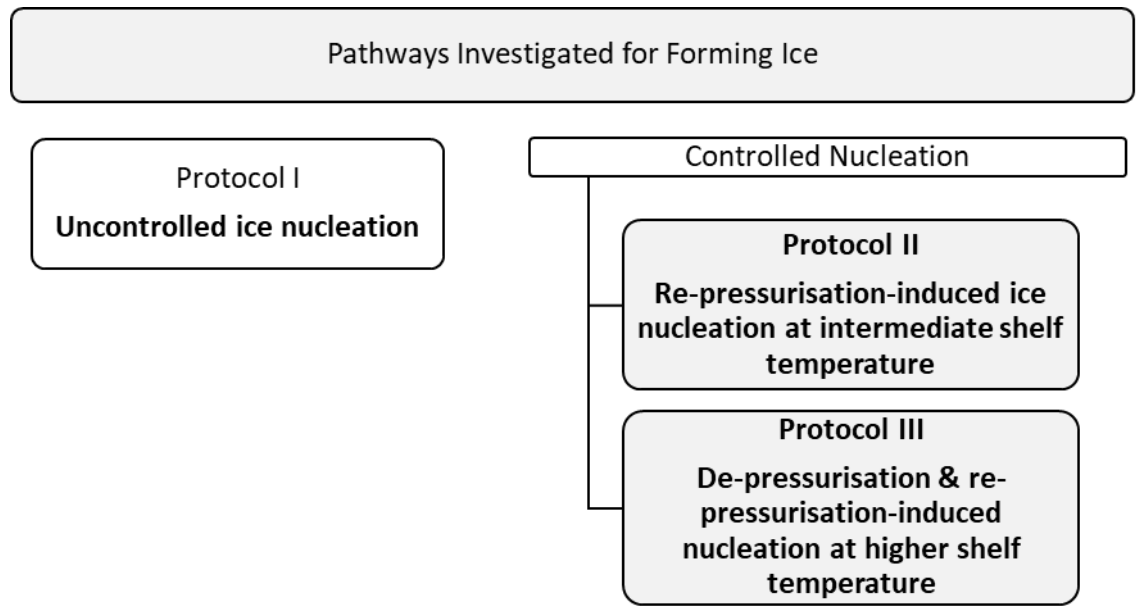 Pathways Investigated for Forming Ice
Protocol I
Uncontrolled ice nucleation
Controlled Nucleation
Protocol II
Re-pressurisation-induced ice
nucleation at intermediate shelf
temperature
Protocol III
De-pressurisation & re-
pressurisation-induced
nucleation at higher shelf
temperature